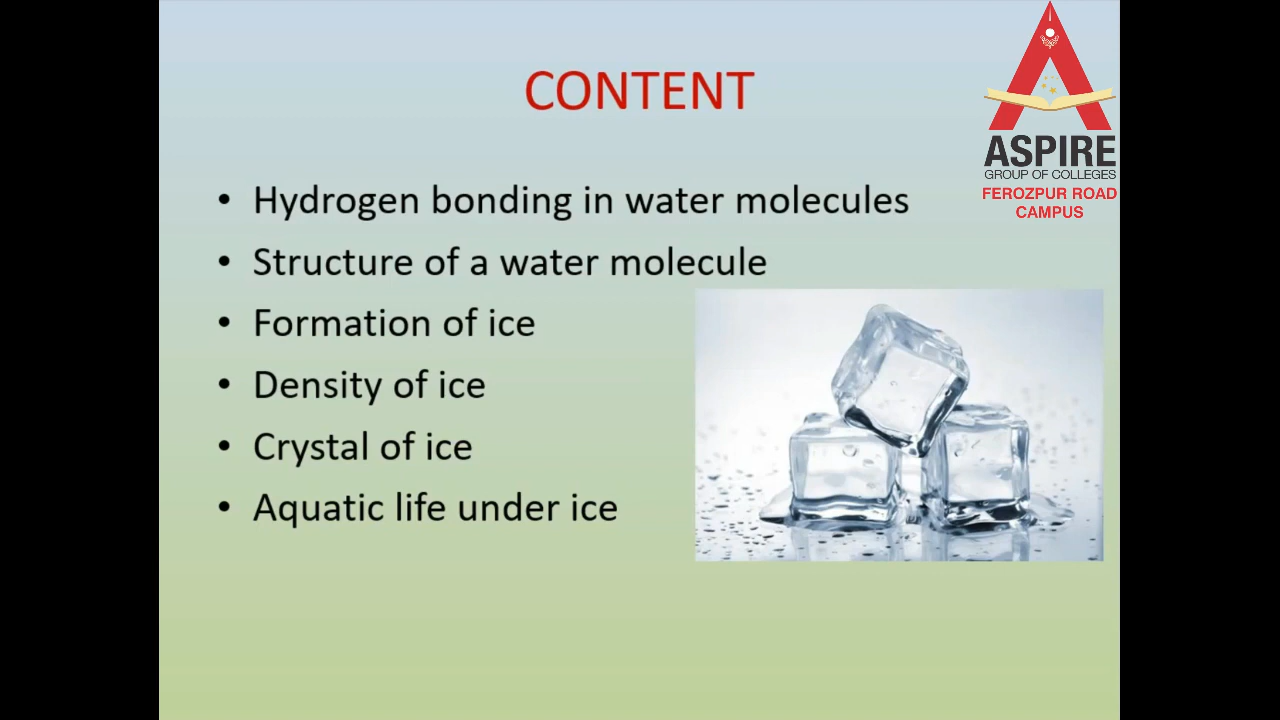 CONTENT
• Hydrogen bonding in water molecules
• Structure of a water molecule
• Formation of ice
• Density of ice
• Crystal of ice
• Aquatic life under ice
ASPIRE
GROUP OF COLLEGES
FEROZPUR ROAD
CAMPUS